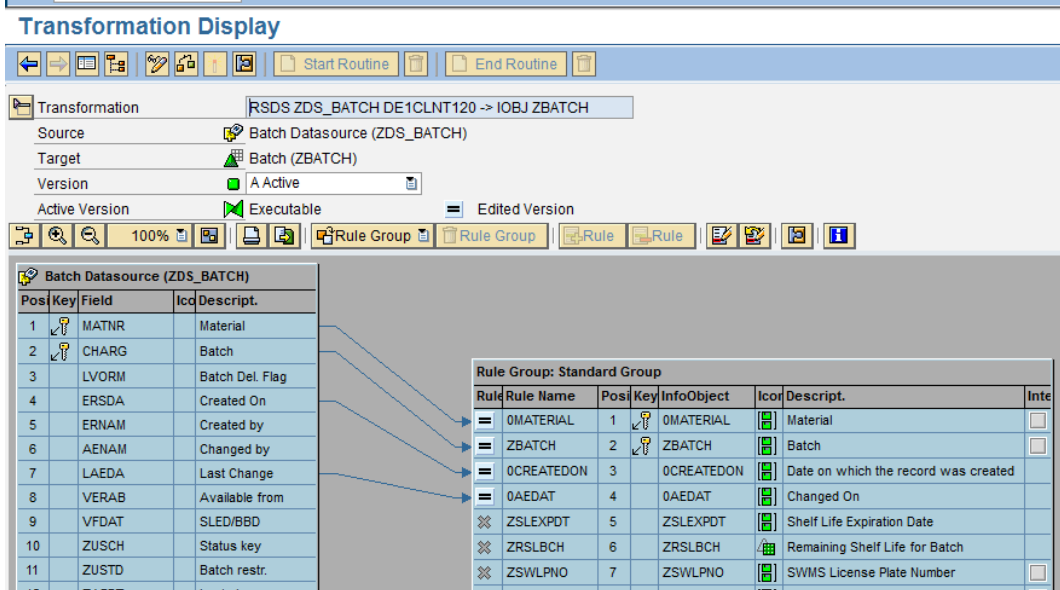 Transformation Display
Start Routine End Routine
Transformation RSDS ZDS_BATCH DE1CLNT120 -> IOBJ ZBATCH
Source Batch Datasource (ZDS_BATCH)
Target Batch (ZBATCH)
Version A Active
Active Version Executable = Edited Version
100% Rule Group Rule Group Rule Rule
Batch Datasource (ZDS_BATCH)
Posi Key Field Ico Descript.
1 MATNR Material
2 CHARG Batch
3 LVORM Batch Del. Flag
4 ERSDA Created On
5 ERNAM Created by
6 AENAM Changed by
7 LAEDA Last Change
8 VERAB Available from
9 VFDAT SLED/BBD
10 ZUSCH Status key
11 ZUSTD Batch restr.
Rule Group: Standard Group
Rule Rule Name Posi Key InfoObject Icon Descript. Inte
= 0MATERIAL 1 0MATERIAL Material
= ZBATCH 2 ZBATCH Batch
= 0CREATEDON 3 0CREATEDON Date on which the record was created
= 0AEDAT 4 0AEDAT Changed On
ZSLEXPDT 5 ZSLEXPDT Shelf Life Expiration Date
ZRSLBCH 6 ZRSLBCH Remaining Shelf Life for Batch
ZSWLPNO 7 ZSWLPNO SWMS License Plate Number